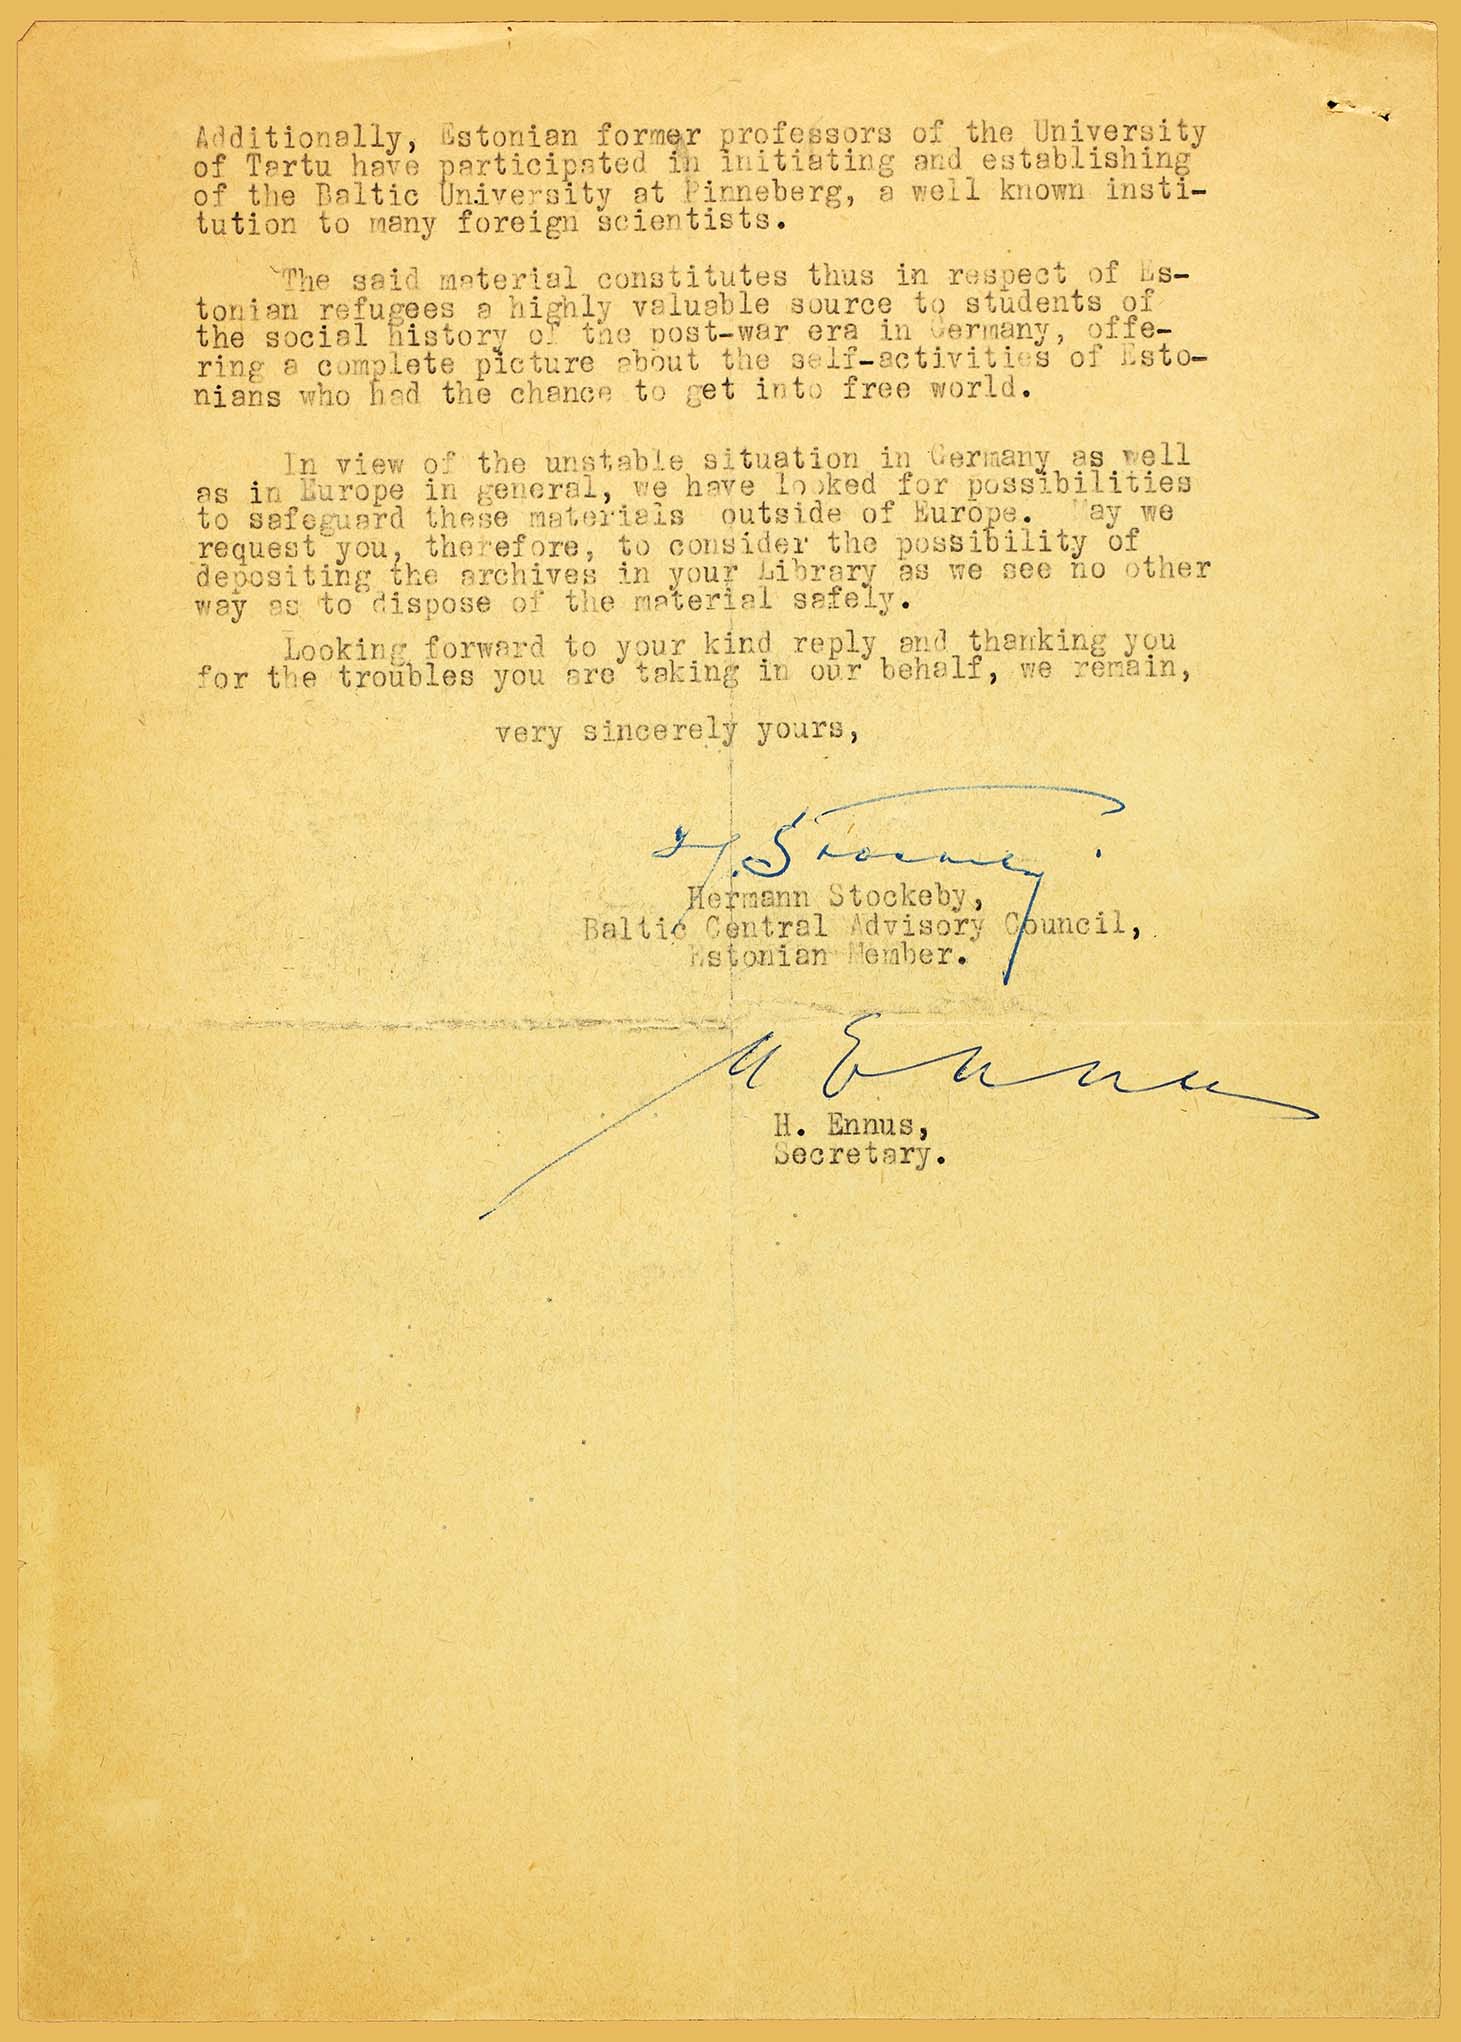 Additionally, Estonian former professors of the University
of Tartu have participated in initiating and establishing
of the Baltic University at Pinneberg, a well known insti-
tution to many foreign scientists.
The said material constitutes thus in respect of Es-
tonian refugees a highly valuable source to students of
the social history of the post-war era in Germany, offe-
ring a complete picture about the self-activities of Esto-
nians who had the chance to get into free world.
In view of the unstable situation in Germany as well
as in Europe in general, we have looked for possibilities
to safeguard these materials outside of Europe. May we
request you, therefore, to consider the possibility of
depositing the archives in your Library as we see no other
way as to dispose of the material safely.
Looking forward to your kind reply and thanking you
for the troubles you are taking in our behalf, we remain,
very sincerely yours,
Hermann Stockeby,
Baltic Central Advisory Council,
Estonian Member.
H Ennus
H. Ennus,
Secretary.